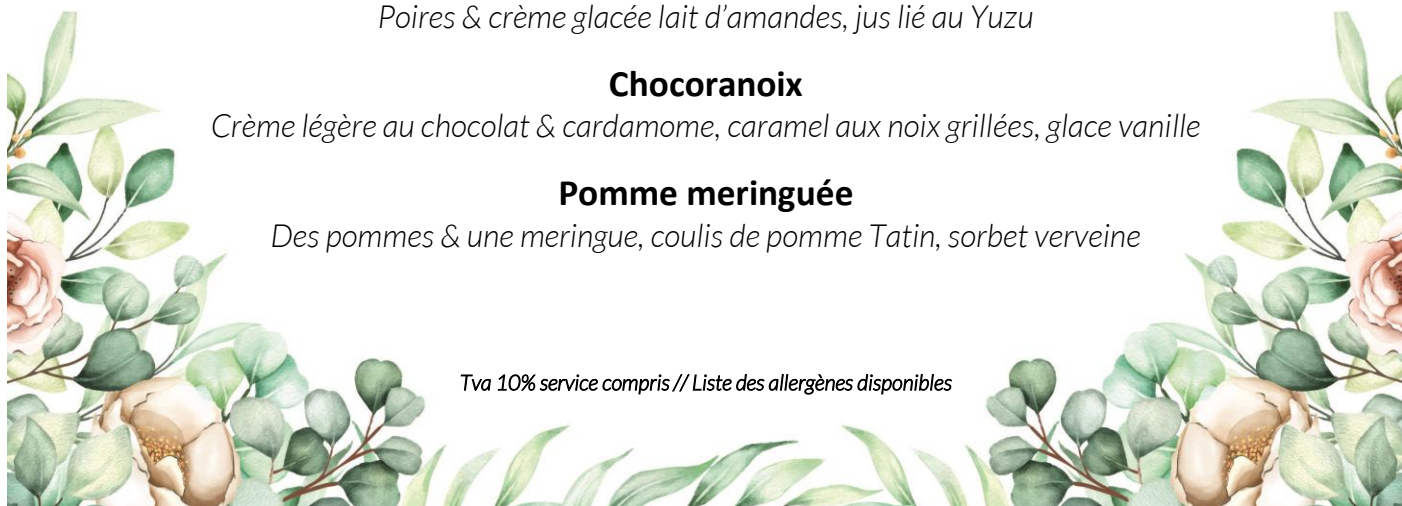 Poires & crème glacée lait d’amandes, jus lié au Yuzu
Chocoranoix
Crème légère au chocolat & cardamome, caramel aux noix grillées, glace vanille
Pomme meringuée
Des pommes & une meringue, coulis de pomme Tatin, sorbet verveine
Tva 10% service compris // Liste des allergènes disponibles